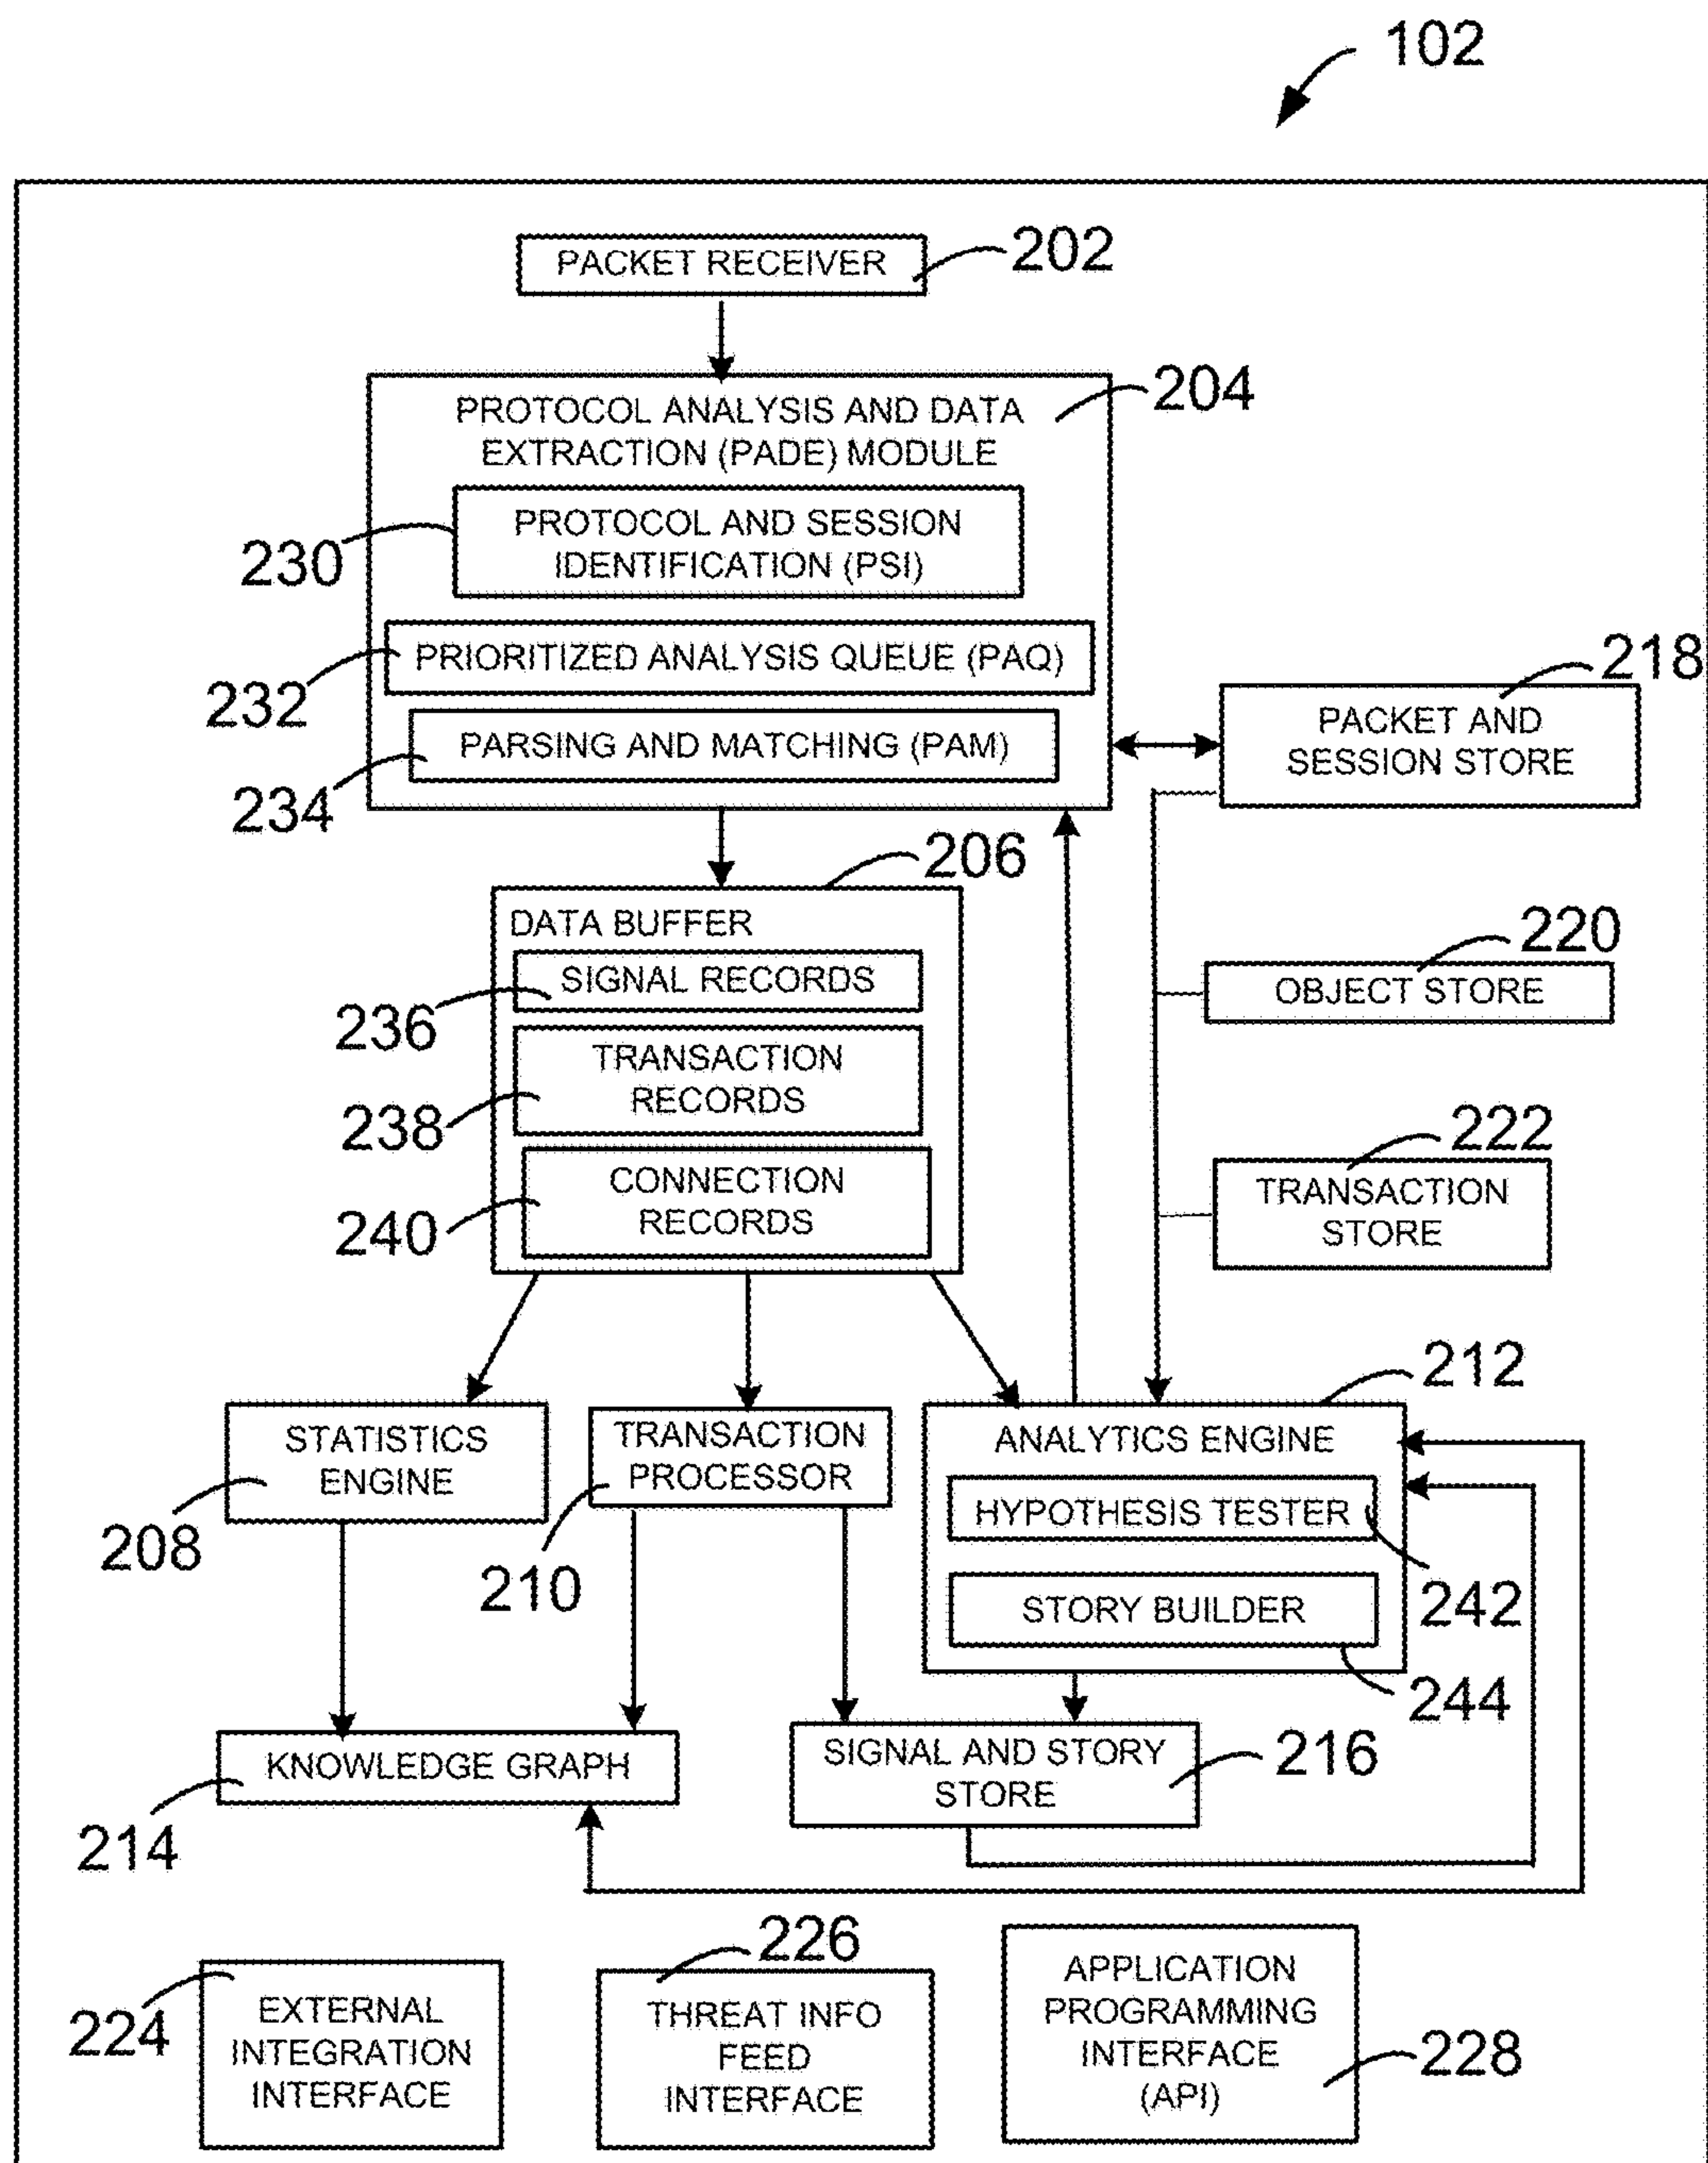 102
PACKET RECEIVER
202
204
PROTOCOL ANALYSIS AND DATA
EXTRACTION (PADE) MODULE
PROTOCOL AND SESSION
IDENTIFICATION (PSI)
230
PRIORITIZED ANALYSIS QUEUE (PAQ)
232
PARSING AND MATCHING (PAM)
234
218
PACKET AND
SESSION STORE
206
DATA BUFFER
SIGNAL RECORDS
236
TRANSACTION
RECORDS
238
CONNECTION
RECORDS
240
220
OBJECT STORE
222
TRANSACTION
STORE
STATISTICS
ENGINE
208
TRANSACTION
PROCESSOR
210
212
ANALYTICS ENGINE
HYPOTHESIS TESTER
242
STORY BUILDER
244
KNOWLEDGE GRAPH
214
SIGNAL AND STORY
STORE
216
224
EXTERNAL
INTEGRATION
INTERFACE
226
THREAT INFO
FEED
INTERFACE
APPLICATION
PROGRAMMING
INTERFACE
(API)
228